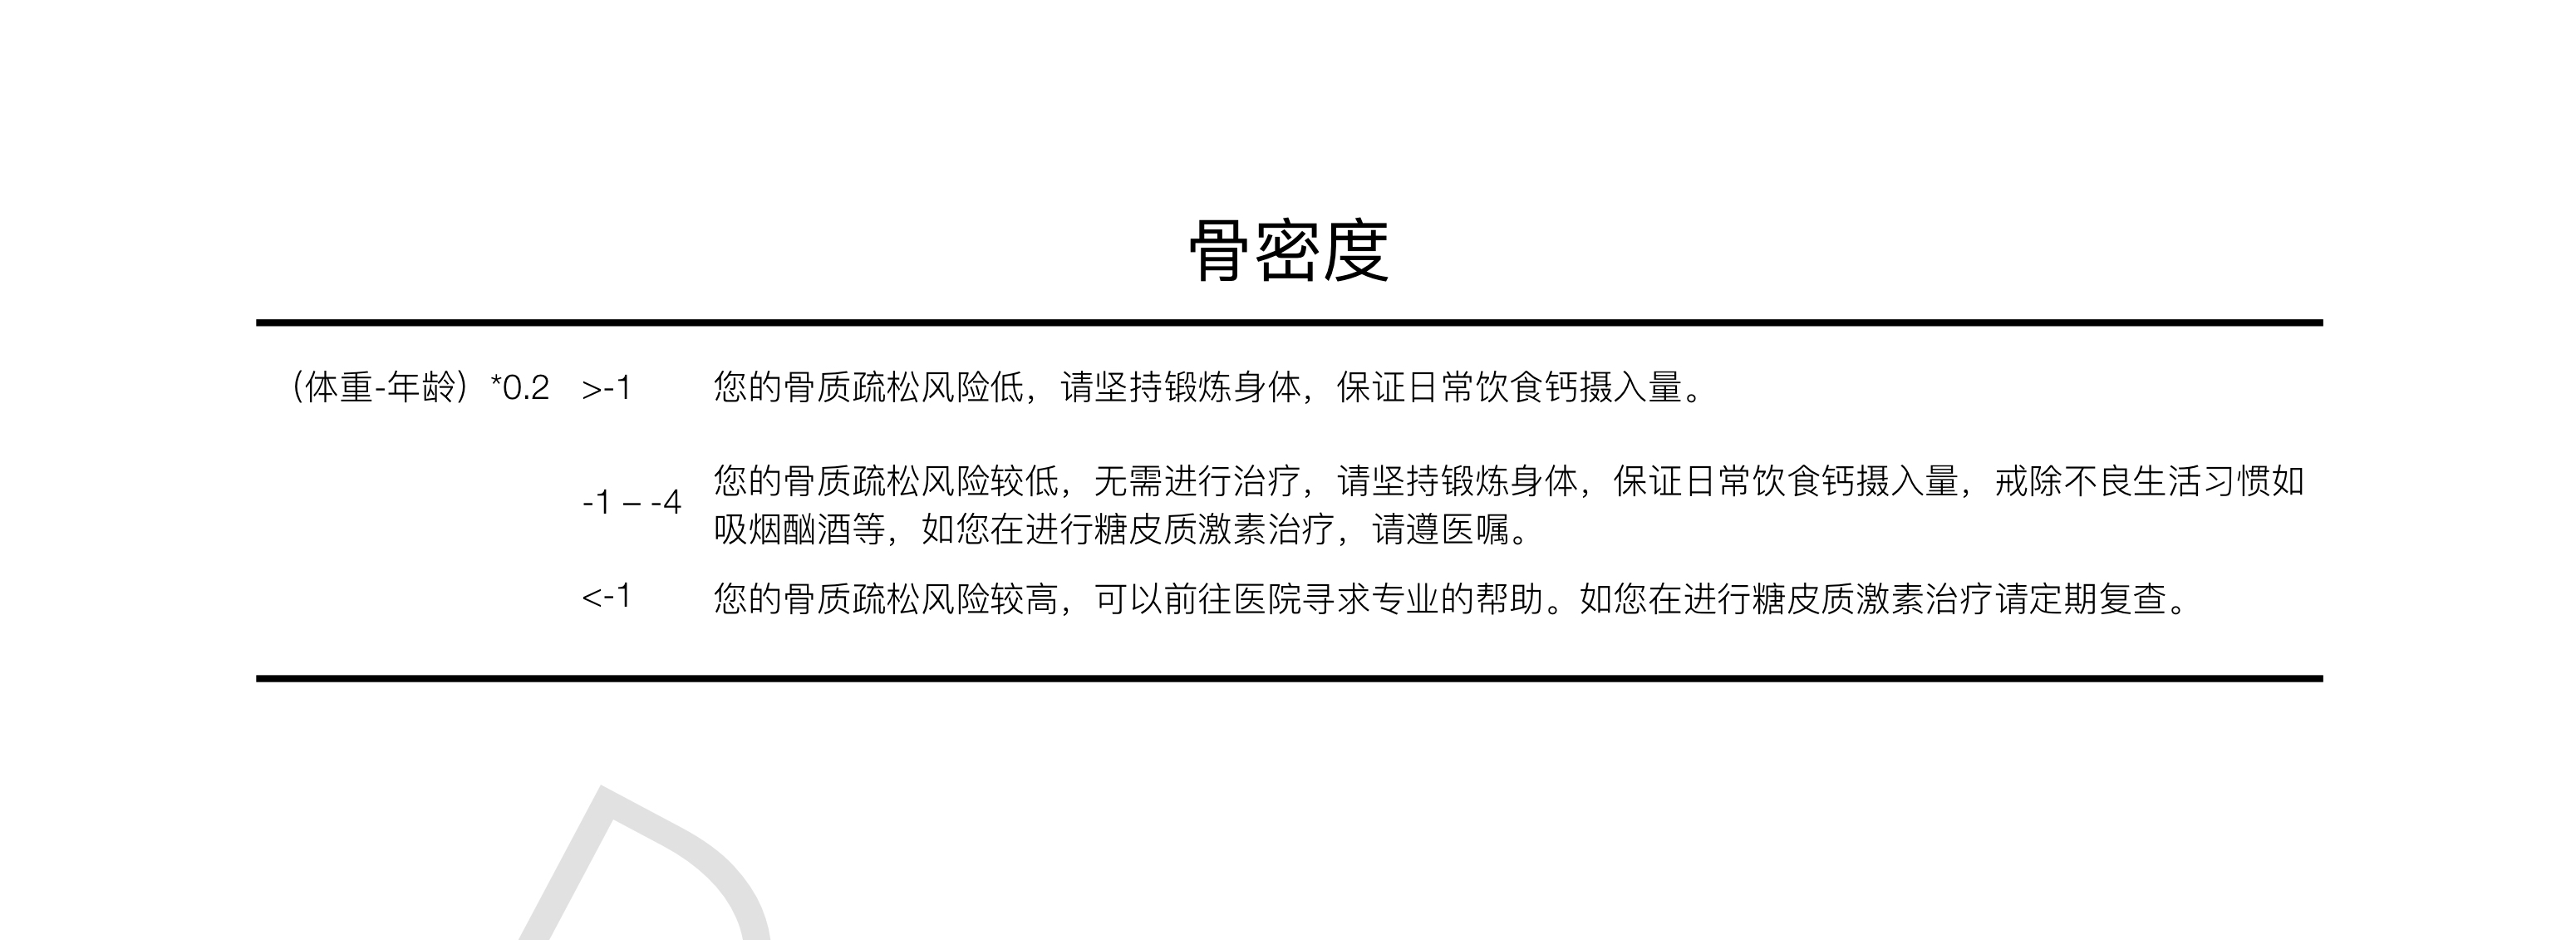 骨密度
（体重-年龄）*0.2 >-1 您的骨质疏松风险低，请坚持锻炼身体，保证日常饮食钙摄入量。
-1 – -4 您的骨质疏松风险较低，无需进行治疗，请坚持锻炼身体，保证日常饮食钙摄入量，戒除不良生活习惯如
吸烟酗酒等，如您在进行糖皮质激素治疗，请遵医嘱。
<-1 您的骨质疏松风险较高，可以前往医院寻求专业的帮助。如您在进行糖皮质激素治疗请定期复查。